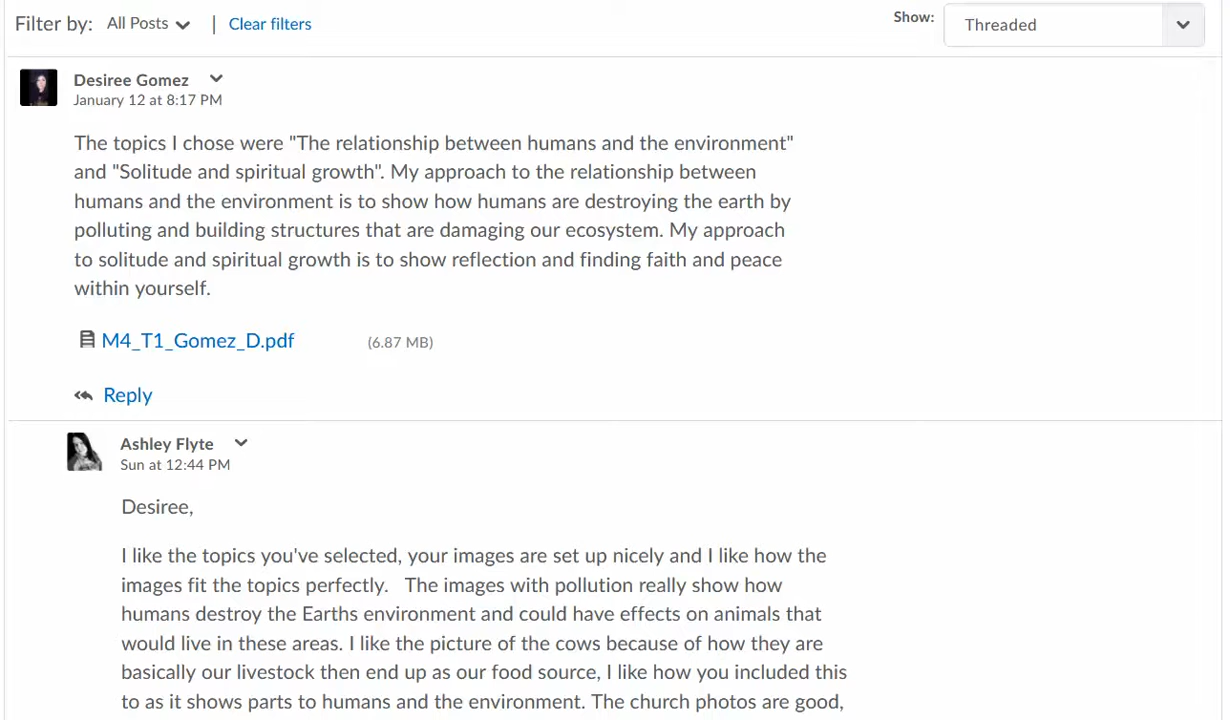 Filter by: All Posts | Clear filters Show: Threaded
Desiree Gomez
January 12 at 8:17 PM
The topics I chose were "The relationship between humans and the environment"
and "Solitude and spiritual growth". My approach to the relationship between
humans and the environment is to show how humans are destroying the earth by
polluting and building structures that are damaging our ecosystem. My approach
to solitude and spiritual growth is to show reflection and finding faith and peace
within yourself.
M4_T1_Gomez_D.pdf (6.87 MB)
Reply
Ashley Flyte
Sun at 12:44 PM
Desiree,
I like the topics you've selected, your images are set up nicely and I like how the
images fit the topics perfectly. The images with pollution really show how
humans destroy the Earths environment and could have effects on animals that
would live in these areas. I like the picture of the cows because of how they are
basically our livestock then end up as our food source, I like how you included this
to as it shows parts to humans and the environment. The church photos are good,